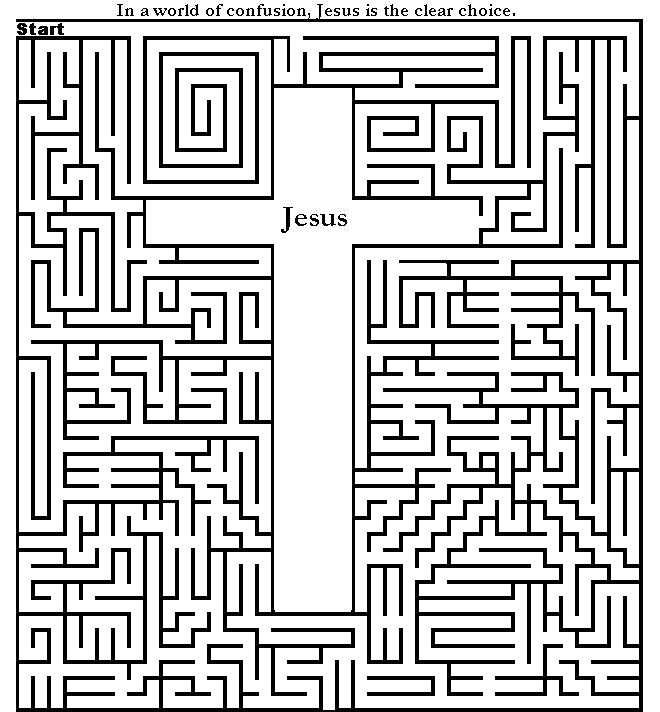 In a world of confusion, Jesus is the clear choice.
Start
Jesus